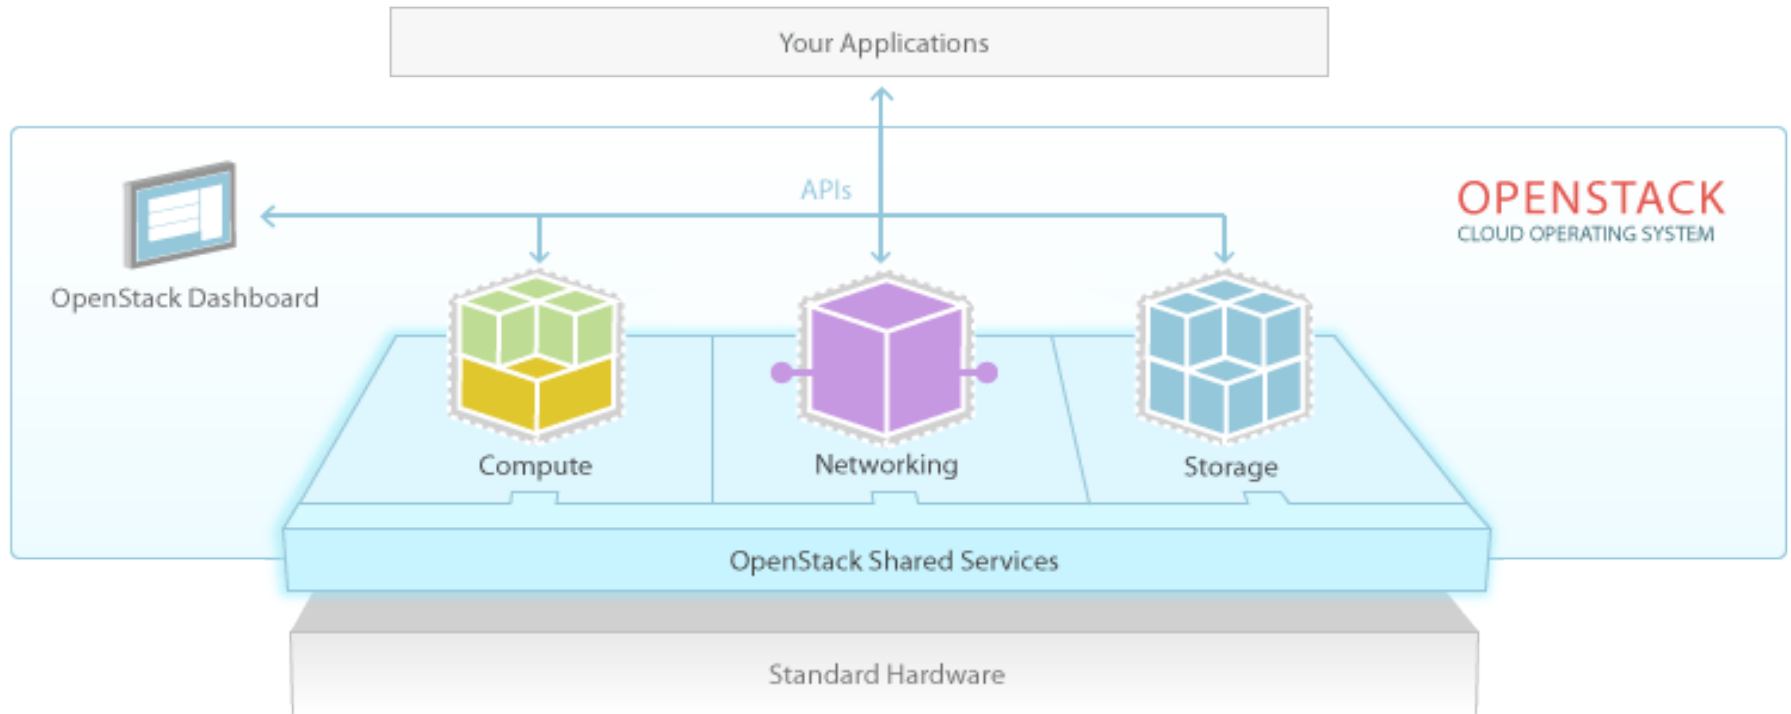 Your Applications
APIs
OPENSTACK
CLOUD OPERATING SYSTEM
OpenStack Dashboard
Compute
Networking
Storage
OpenStack Shared Services
Standard Hardware